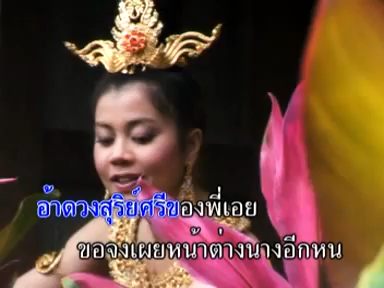 อ้าดวงสุริย์ศรีของพี่เอย
ขอจงเผยหน้าต่างนางอีกหน